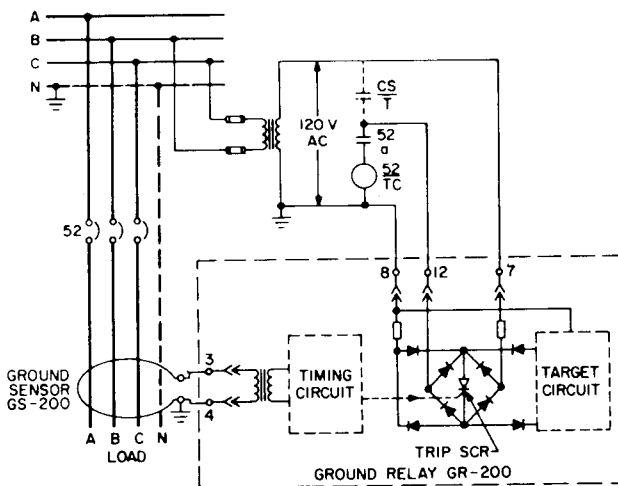 A
B
C
N
120 V
AC
CS
T
52
a
52
TC
52
8
12
7
GROUND
SENSOR
GS-200
3
4
TIMING
CIRCUIT
TARGET
CIRCUIT
A B C N
LOAD
TRIP SCR
GROUND RELAY GR-200